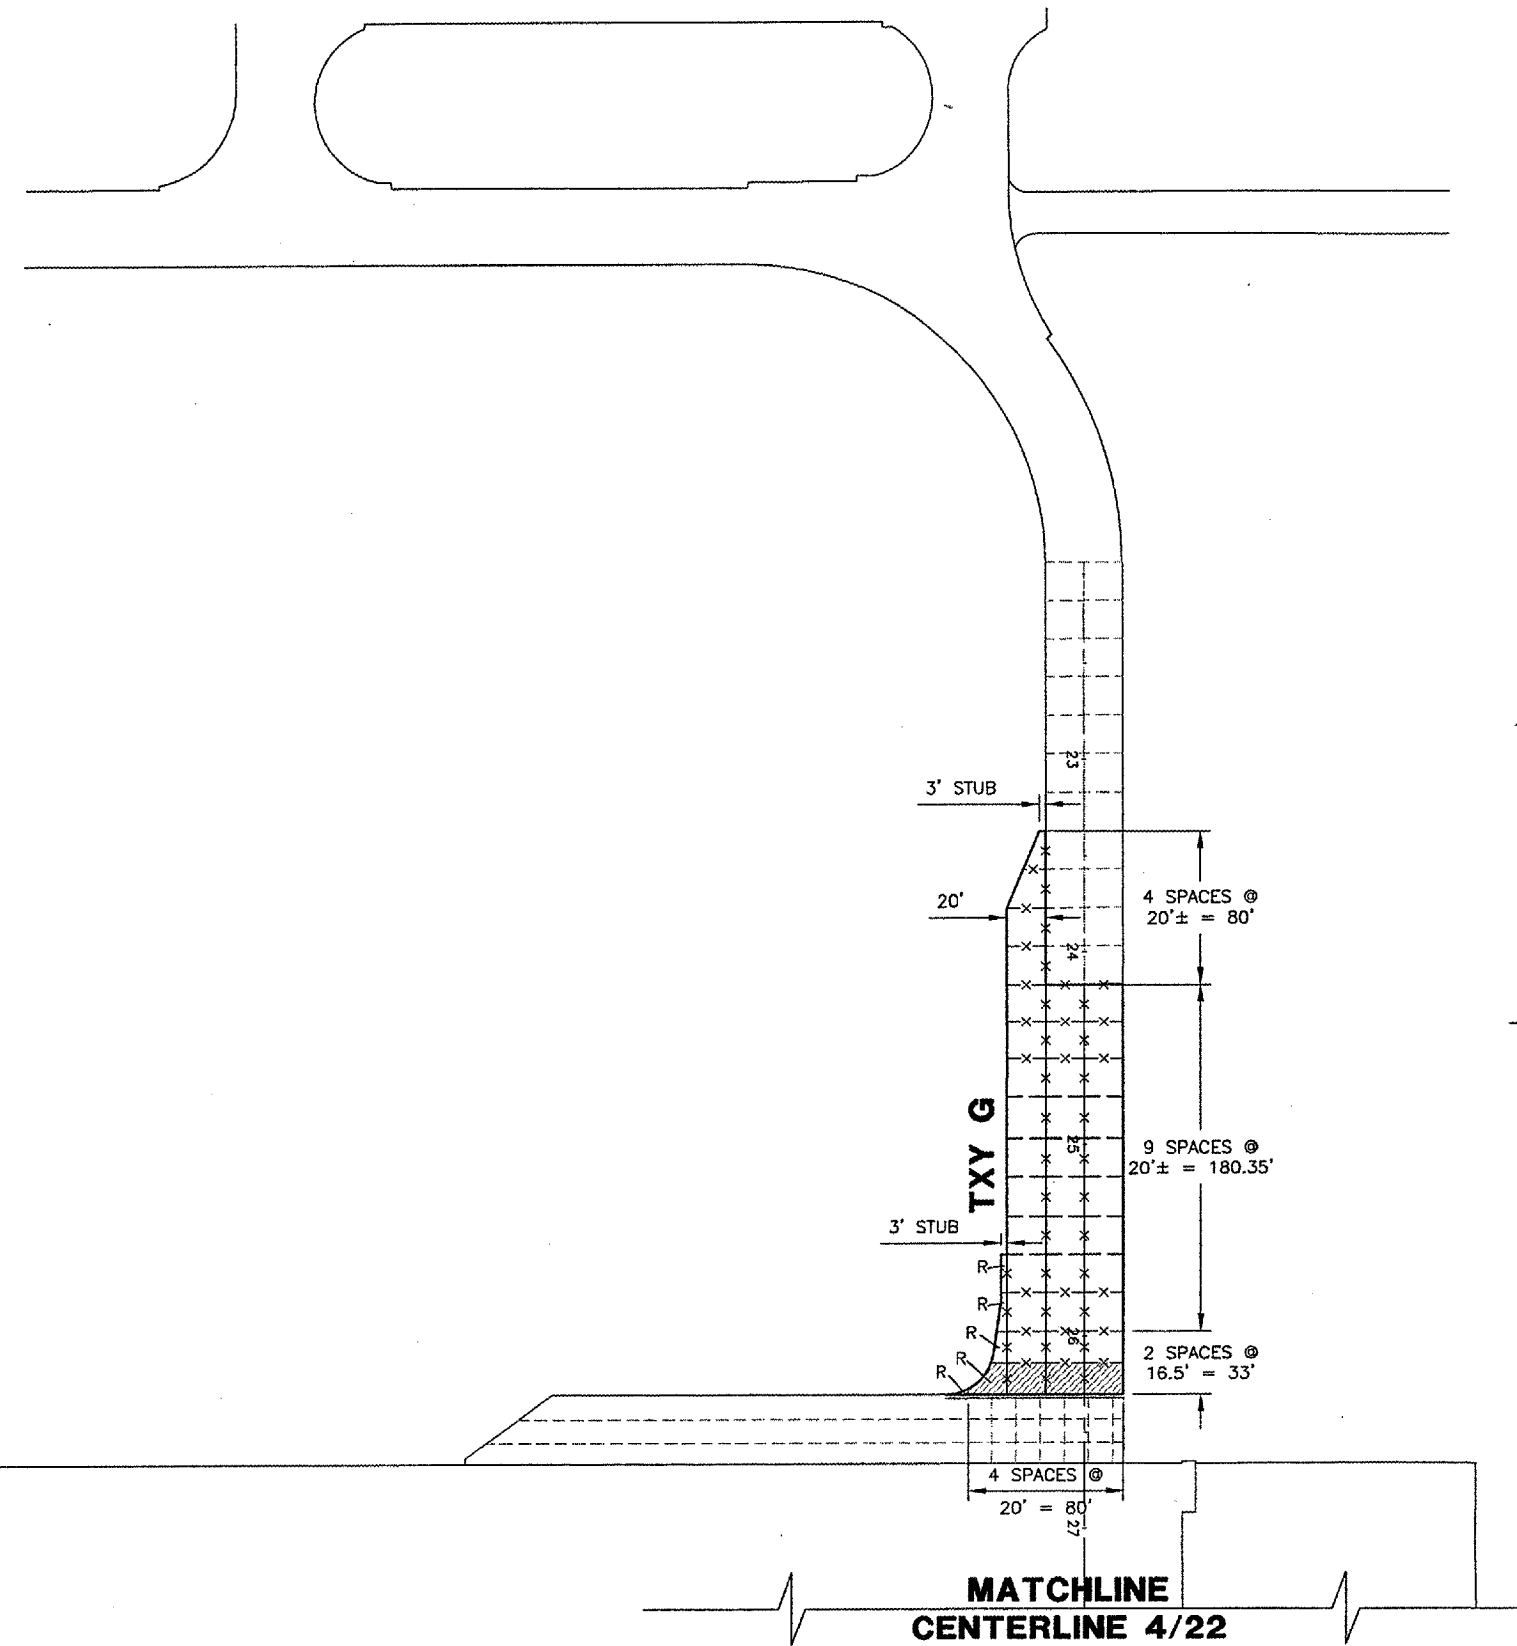 23
3' STUB
4 SPACES @
20'± = 80'
20'
24
TXY G
25
9 SPACES @
20'± = 180.35'
3' STUB
R
R
R
R
R
26
2 SPACES @
16.5' = 33'
4 SPACES @
20' = 80'
27
MATCHLINE
CENTERLINE 4/22